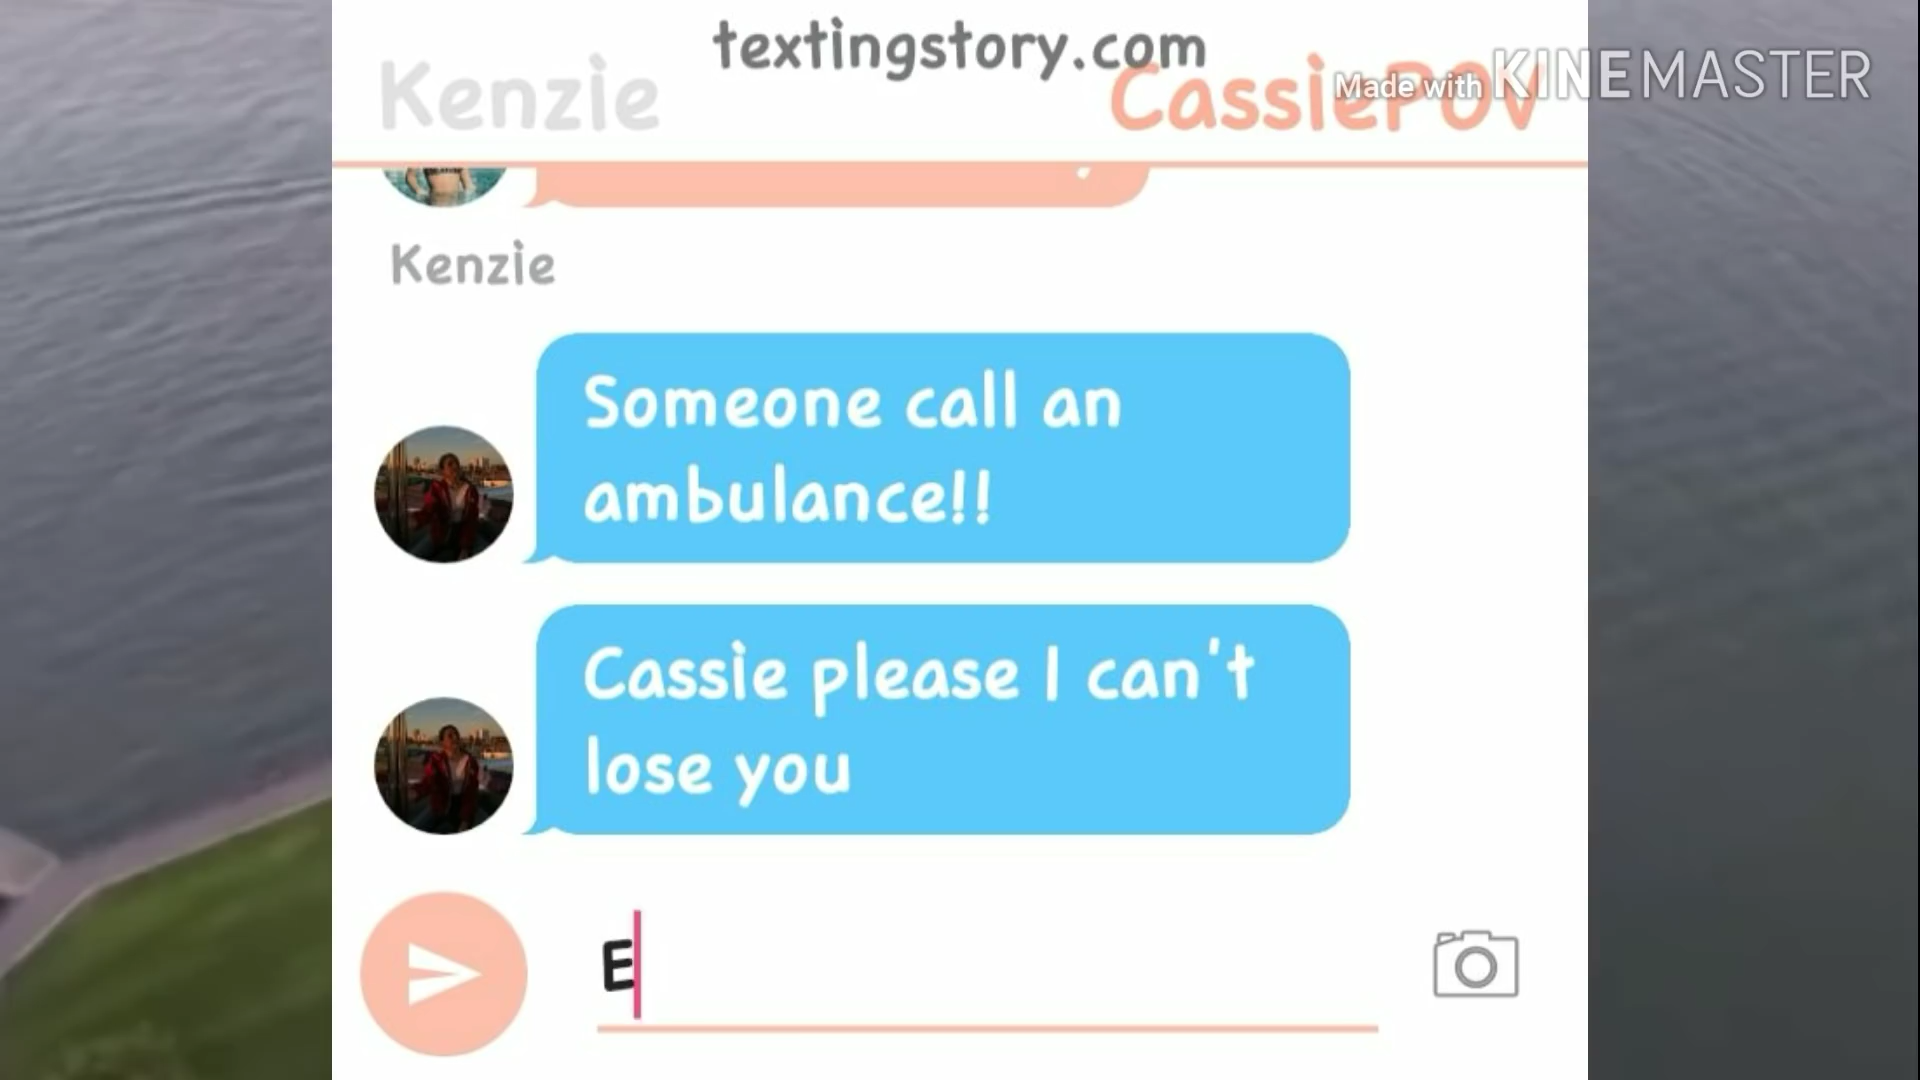 textingstory.com
Kenzie
CassiePOV
Made with KINEMASTER
Kenzie
Someone call an
ambulance!!
Cassie please I can't
lose you
E